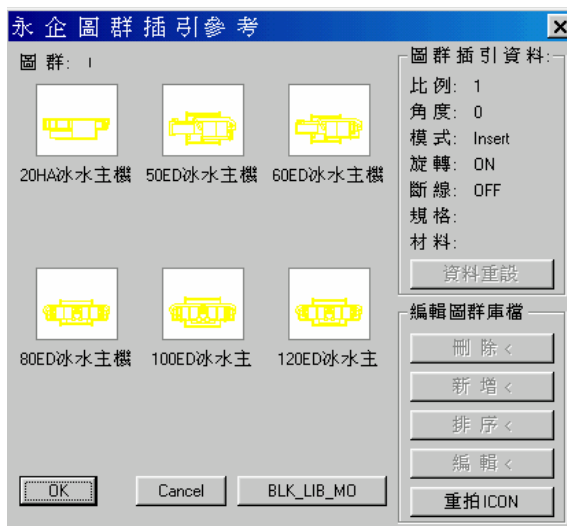 永企圖群插引參考
圖群: I
20HA冰水主機 50ED冰水主機 60ED冰水主機
80ED冰水主機 100ED冰水主 120ED冰水主
OK Cancel BLK_LIB_MO
圖群插引資料:
比例: 1
角度: 0
模式: Insert
旋轉: ON
斷線: OFF
規格:
材料:
資料重設
編輯圖群庫檔
刪除<
新增<
排序<
編輯<
重拍ICON